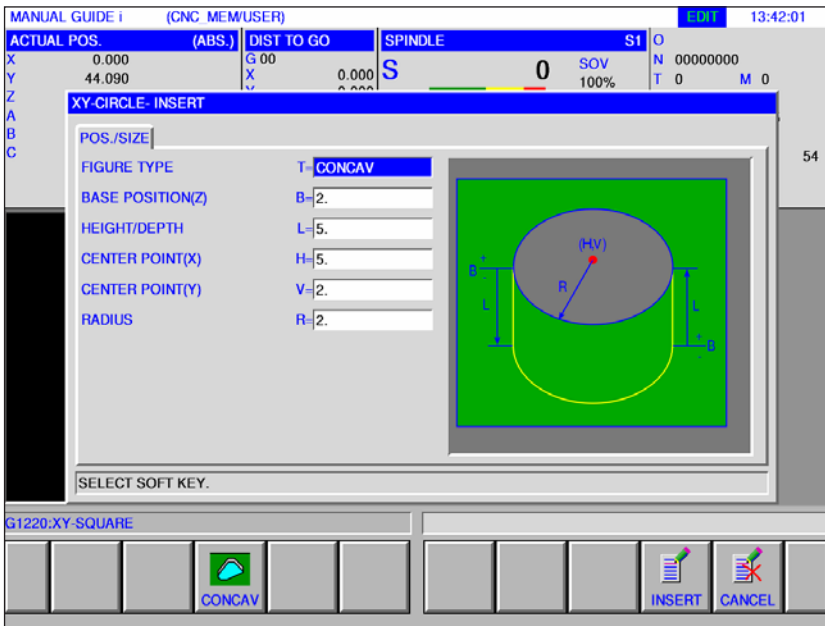 MANUAL GUIDE i (CNC_MEM/USER) EDIT 13:42:01
ACTUAL POS. (ABS.) DIST TO GO SPINDLE S1 O
X 0.000 G 00 S 0 SOV N 00000000
Y 44.090 X 0.000 100% T 0 M 0
Z
A
B
C 54
XY-CIRCLE- INSERT
POS./SIZE
FIGURE TYPE T= CONCAV
BASE POSITION(Z) B= 2.
HEIGHT/DEPTH L= 5.
CENTER POINT(X) H= 5.
CENTER POINT(Y) V= 2.
RADIUS R= 2.
(H,V)
+
B
-
R
L L
+
B
-
SELECT SOFT KEY.
G1220:XY-SQUARE
CONCAV INSERT CANCEL